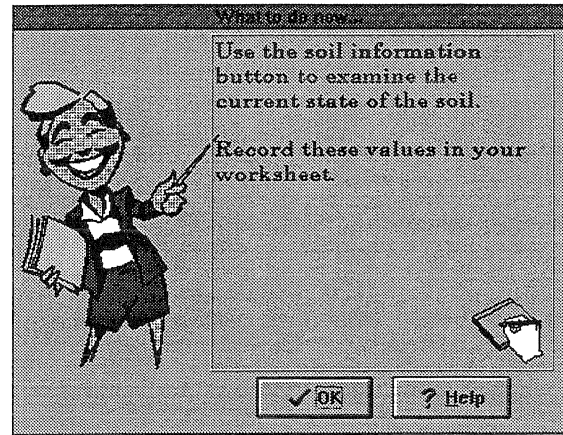 What to do now...
Use the soil information
button to examine the
current state of the soil.
Record these values in your
worksheet.
OK
? Help